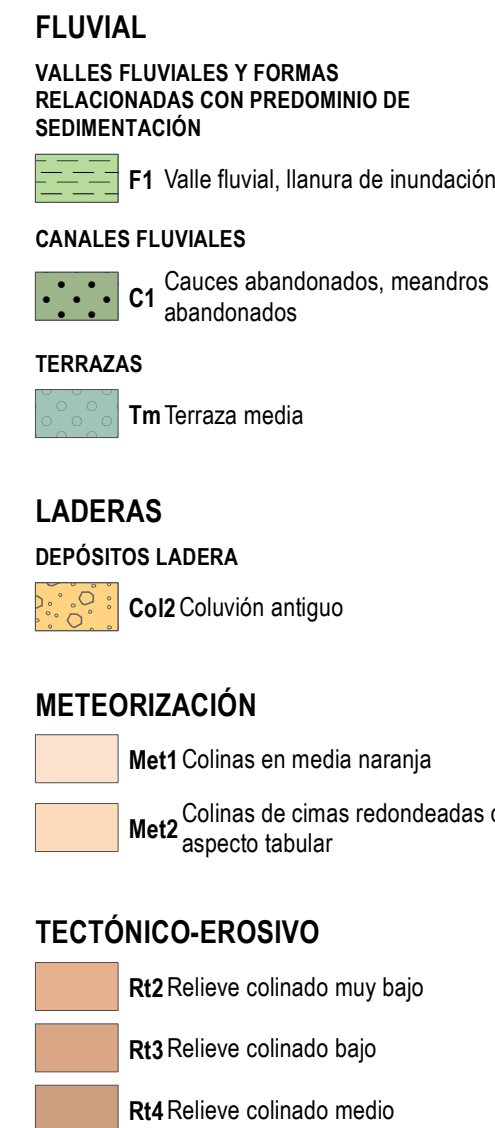 FLUVIAL
VALLES FLUVIALES Y FORMAS
RELACIONADAS CON PREDOMINIO DE
SEDIMENTACIÓN
F1 Valle fluvial, llanura de inundación
CANALES FLUVIALES
C1 Cauces abandonados, meandros
abandonados
TERRAZAS
Tm Terraza media
LADERAS
DEPÓSITOS LADERA
Col2 Coluvión antiguo
METEORIZACIÓN
Met1 Colinas en media naranja
Met2 Colinas de cimas redondeadas
aspecto tabular
TECTÓNICO-EROSIVO
Rt2 Relieve colinado muy bajo
Rt3 Relieve colinado bajo
Rt4 Relieve colinado medio